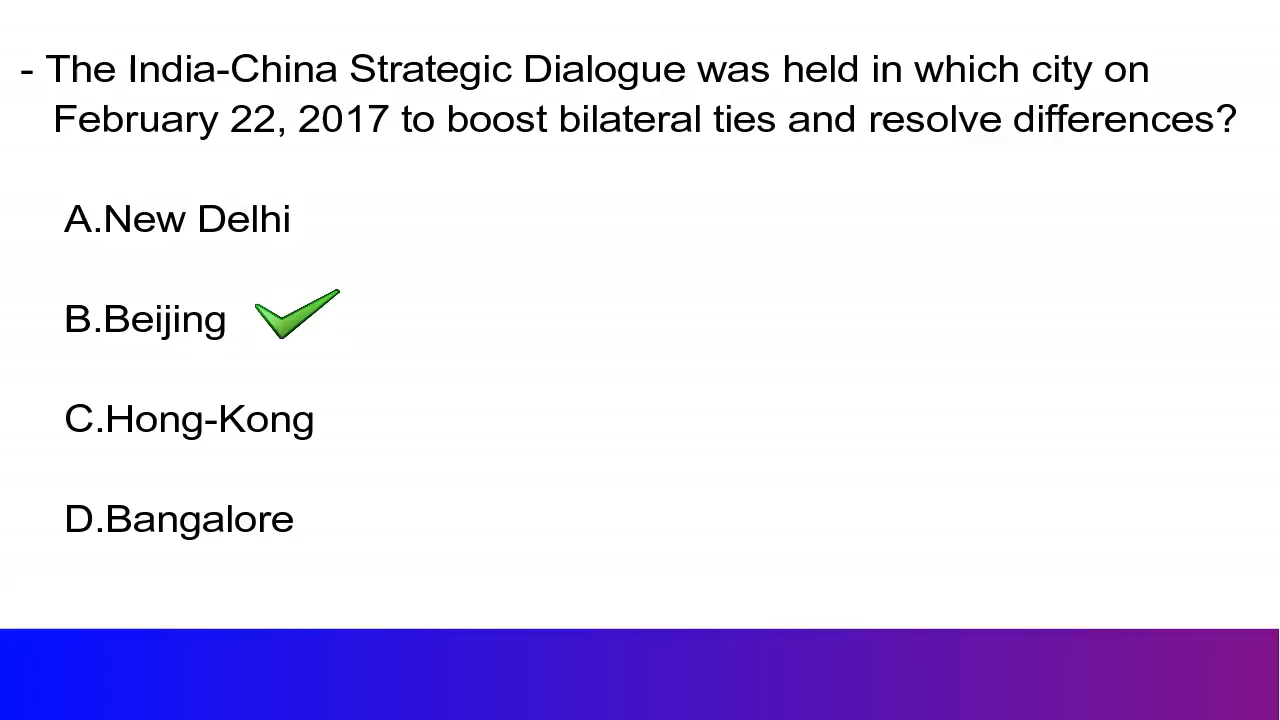 - The India-China Strategic Dialogue was held in which city on
February 22, 2017 to boost bilateral ties and resolve differences?
A.New Delhi
B.Beijing
C.Hong-Kong
D.Bangalore